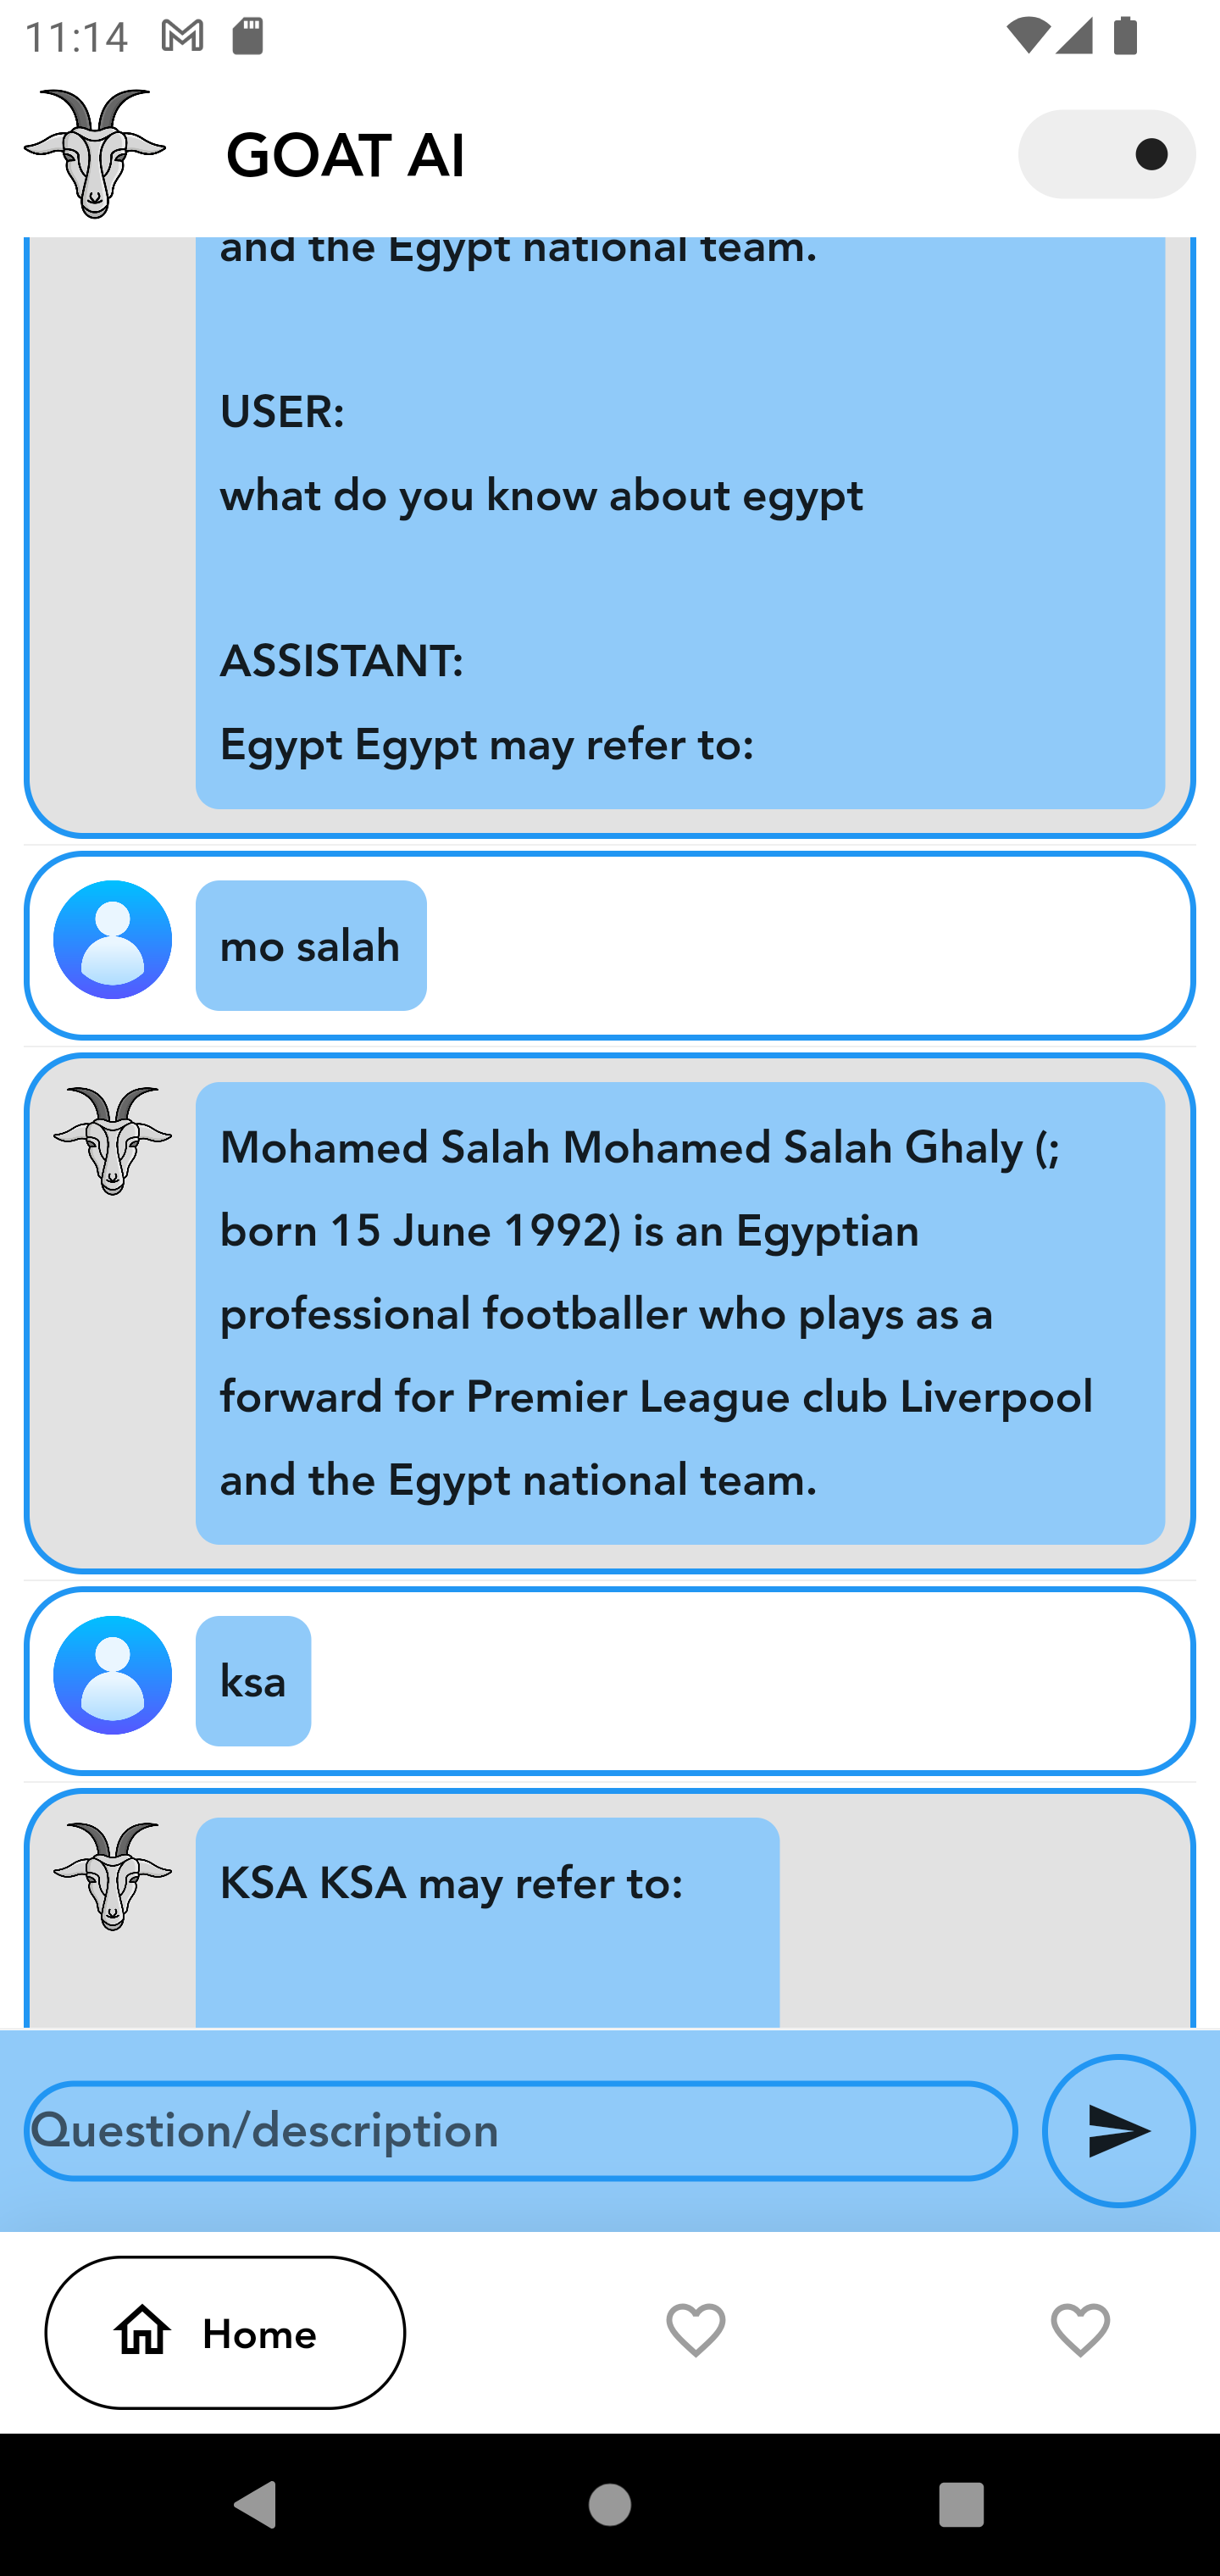 11:14
GOAT AI
and the Egypt national team.
USER:
what do you know about egypt
ASSISTANT:
Egypt Egypt may refer to:
mo salah
Mohamed Salah Mohamed Salah Ghaly (;
born 15 June 1992) is an Egyptian
professional footballer who plays as a
forward for Premier League club Liverpool
and the Egypt national team.
ksa
KSA KSA may refer to:
Question/description
Home